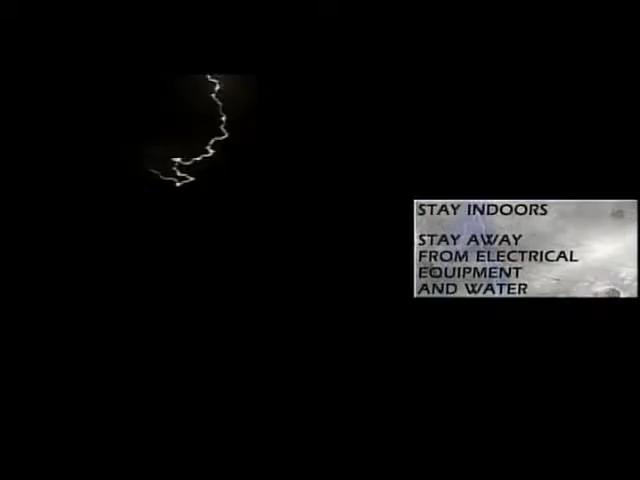 STAY INDOORS
STAY AWAY
FROM ELECTRICAL
EQUIPMENT
AND WATER